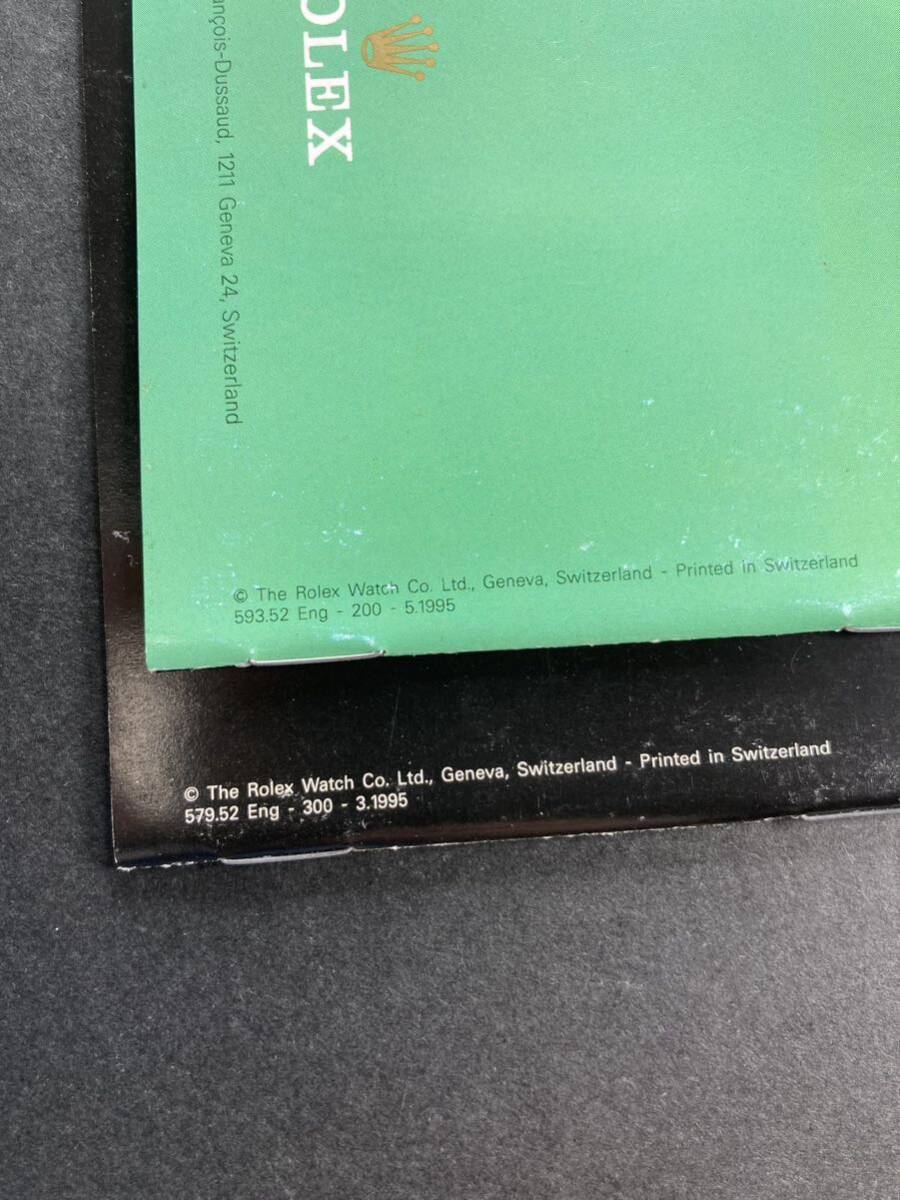 OLEX
ançois-Dussaud, 1211 Geneva 24, Switzerland
© The Rolex Watch Co. Ltd., Geneva, Switzerland - Printed in Switzerland
593.52 Eng - 200 - 5.1995
© The Rolex Watch Co. Ltd., Geneva, Switzerland - Printed in Switzerland
579.52 Eng - 300 - 3.1995